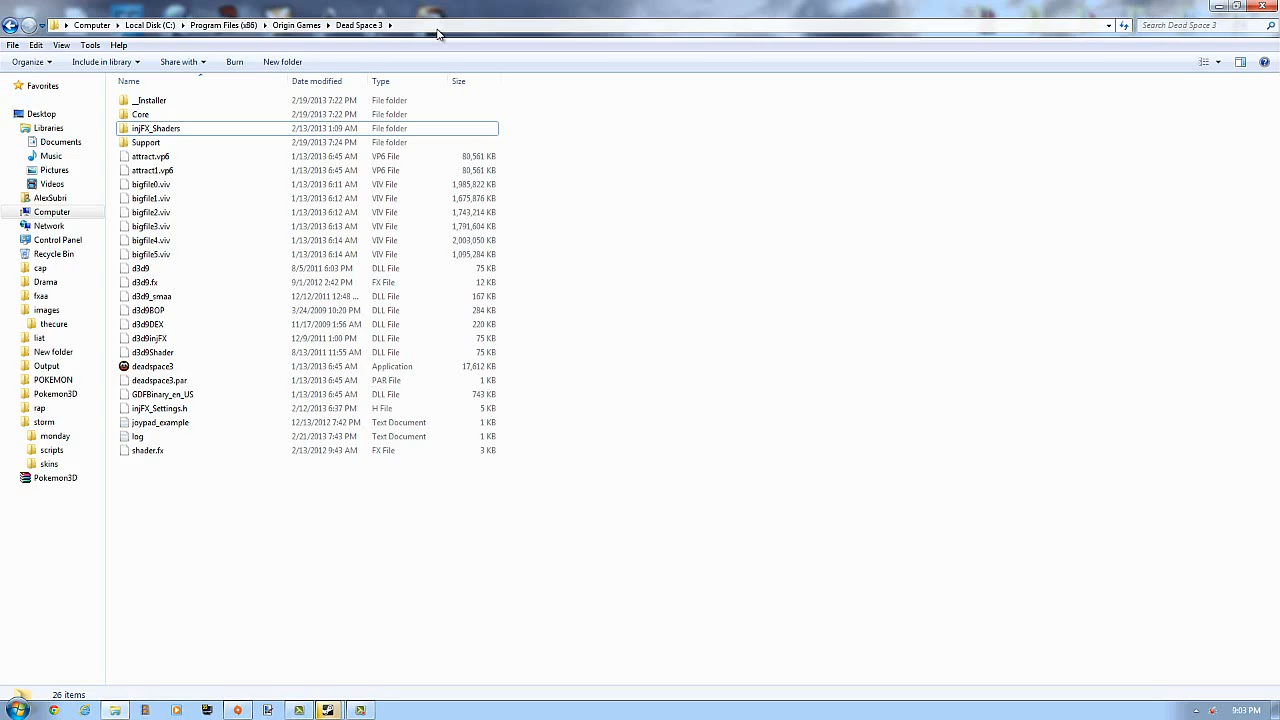 Computer Local Disk (C:) Program Files (x86) Origin Games Dead Space 3 Search Dead Space 3
File Edit View Tools Help
Organize Include in library Share with Burn New folder
Name Date modified Type Size
Favorites
Desktop
Libraries
Documents
Music
Pictures
Videos
AlexSubri
Computer
Network
Control Panel
Recycle Bin
cap
Drama
fxaa
images
thecure
liat
New folder
Output
POKEMON
Pokemon3D
rap
storm
monday
scripts
skins
Pokemon3D
__Installer 2/19/2013 7:22 PM File folder
Core 2/19/2013 7:22 PM File folder
injFX_Shaders 2/13/2013 1:09 AM File folder
Support 2/19/2013 7:24 PM File folder
attract.vp6 1/13/2013 6:45 AM VP6 File 80,561 KB
attract1.vp6 1/13/2013 6:45 AM VP6 File 80,561 KB
bigfile0.viv 1/13/2013 6:11 AM VIV File 1,985,822 KB
bigfile1.viv 1/13/2013 6:12 AM VIV File 1,675,876 KB
bigfile2.viv 1/13/2013 6:12 AM VIV File 1,743,214 KB
bigfile3.viv 1/13/2013 6:13 AM VIV File 1,791,604 KB
bigfile4.viv 1/13/2013 6:14 AM VIV File 2,003,050 KB
bigfile5.viv 1/13/2013 6:14 AM VIV File 1,095,284 KB
d3d9 8/5/2011 6:03 PM DLL File 75 KB
d3d9.fx 9/1/2012 2:42 PM FX File 12 KB
d3d9_smaa 12/12/2011 12:48 ... DLL File 167 KB
d3d9BOP 3/24/2009 10:20 PM DLL File 284 KB
d3d9DEX 11/17/2009 1:56 AM DLL File 220 KB
d3d9injFX 12/9/2011 1:00 PM DLL File 75 KB
d3d9Shader 8/13/2011 11:55 AM DLL File 75 KB
deadspace3 1/13/2013 6:45 AM Application 17,612 KB
deadspace3.par 1/13/2013 6:45 AM PAR File 1 KB
GDFBinary_en_US 1/13/2013 6:45 AM DLL File 743 KB
injFX_Settings.h 2/12/2013 6:37 PM H File 5 KB
joypad_example 12/13/2012 7:42 PM Text Document 1 KB
log 2/21/2013 7:43 PM Text Document 1 KB
shader.fx 2/13/2012 9:43 AM FX File 3 KB
26 items
9:03 PM